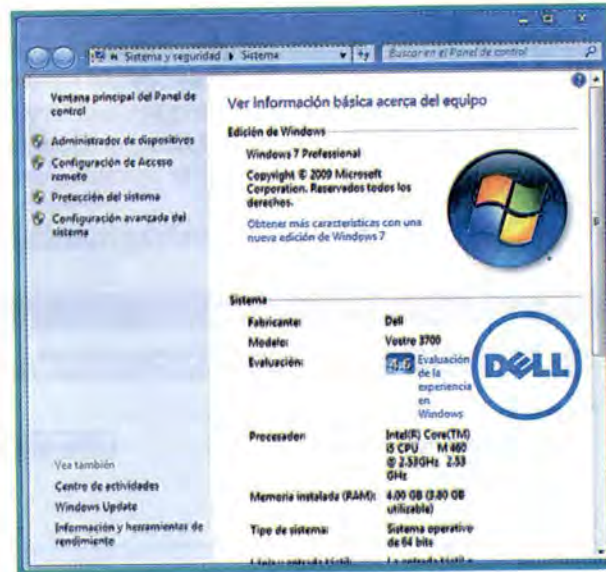 Sistema y seguridad ▸ Sistema
Buscar en el Panel de control
Ventana principal del Panel de
control
Administrador de dispositivos
Configuración de Acceso
remoto
Protección del sistema
Configuración avanzada del
sistema
Vea también
Centro de actividades
Windows Update
Información y herramientas de
rendimiento
Ver información básica acerca del equipo
Edición de Windows
Windows 7 Professional
Copyright © 2009 Microsoft
Corporation. Reservados todos los
derechos.
Obtener más características con una
nueva edición de Windows 7
Sistema
Fabricante: Dell
Modelo: Vostro 3700
Evaluación: 4,6 Evaluación
de la
experiencia
en
Windows
DELL
Procesador: Intel(R) Core(TM)
i5 CPU M 460
@ 2.53GHz 2.53
GHz
Memoria instalada (RAM): 4,00 GB (3,80 GB
utilizable)
Tipo de sistema: Sistema operativo
de 64 bits